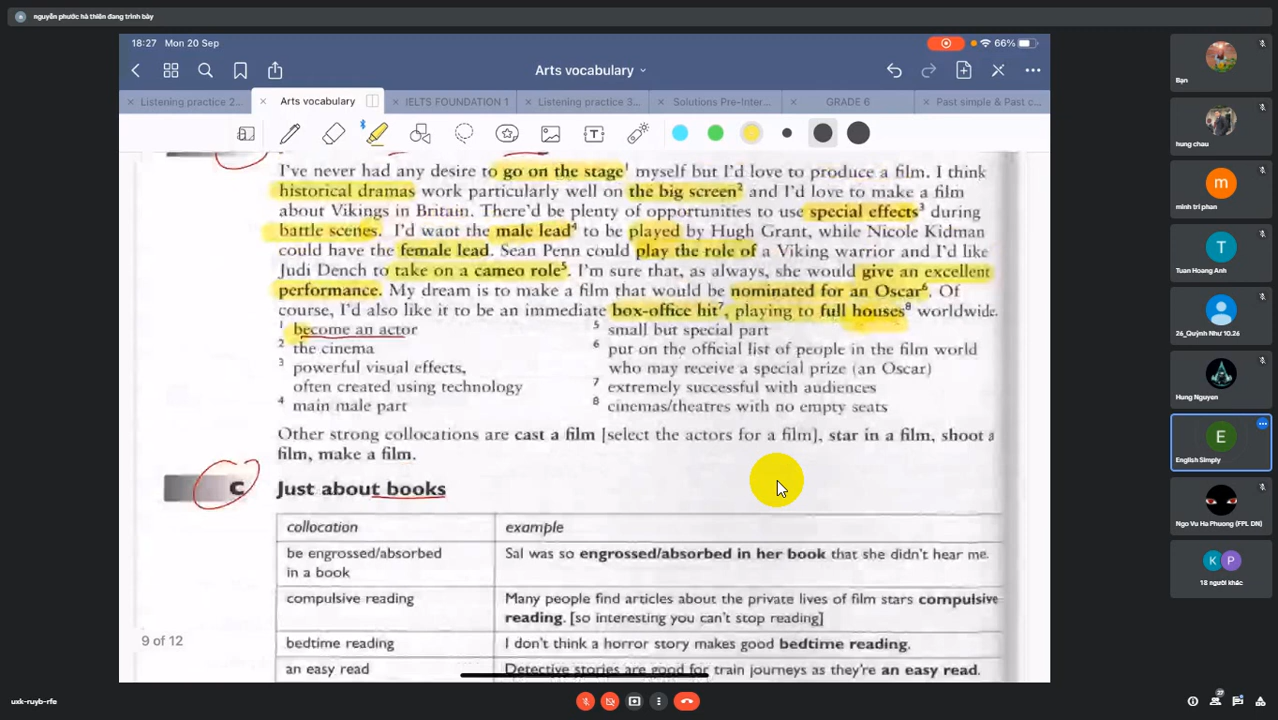 nguyễn phước hà thiên đang trình bày
18:27 Mon 20 Sep
66%
Arts vocabulary
Listening practice 2...
Arts vocabulary
IELTS FOUNDATION 1
Listening practice 3...
Solutions Pre-Inter...
GRADE 6
Past simple & Past c...
I've never had any desire to go on the stage1 myself but I'd love to produce a film. I think
historical dramas work particularly well on the big screen2 and I'd love to make a film
about Vikings in Britain. There'd be plenty of opportunities to use special effects3 during
battle scenes. I'd want the male lead4 to be played by Hugh Grant, while Nicole Kidman
could have the female lead. Sean Penn could play the role of a Viking warrior and I'd like
Judi Dench to take on a cameo role5. I'm sure that, as always, she would give an excellent
performance. My dream is to make a film that would be nominated for an Oscar6. Of
course, I'd also like it to be an immediate box-office hit7, playing to full houses8 worldwide.
1 become an actor
2 the cinema
3 powerful visual effects,
often created using technology
4 main male part
5 small but special part
6 put on the official list of people in the film world
who may receive a special prize (an Oscar)
7 extremely successful with audiences
8 cinemas/theatres with no empty seats
Other strong collocations are cast a film [select the actors for a film], star in a film, shoot a
film, make a film.
C Just about books
collocation example
be engrossed/absorbed
in a book
Sal was so engrossed/absorbed in her book that she didn't hear me.
compulsive reading
Many people find articles about the private lives of film stars compulsive
reading. [so interesting you can't stop reading]
bedtime reading
I don't think a horror story makes good bedtime reading.
an easy read
Detective stories are good for train journeys as they're an easy read.
9 of 12
Bạn
hung chau
m
minh tri phan
T
Tuan Hoang Anh
26_Quỳnh Như 10.26
Hung Nguyen
E
English Simply
Ngo Vu Ha Phuong (FPL DN)
K P
18 người khác
uxk-ruyb-rfe
27